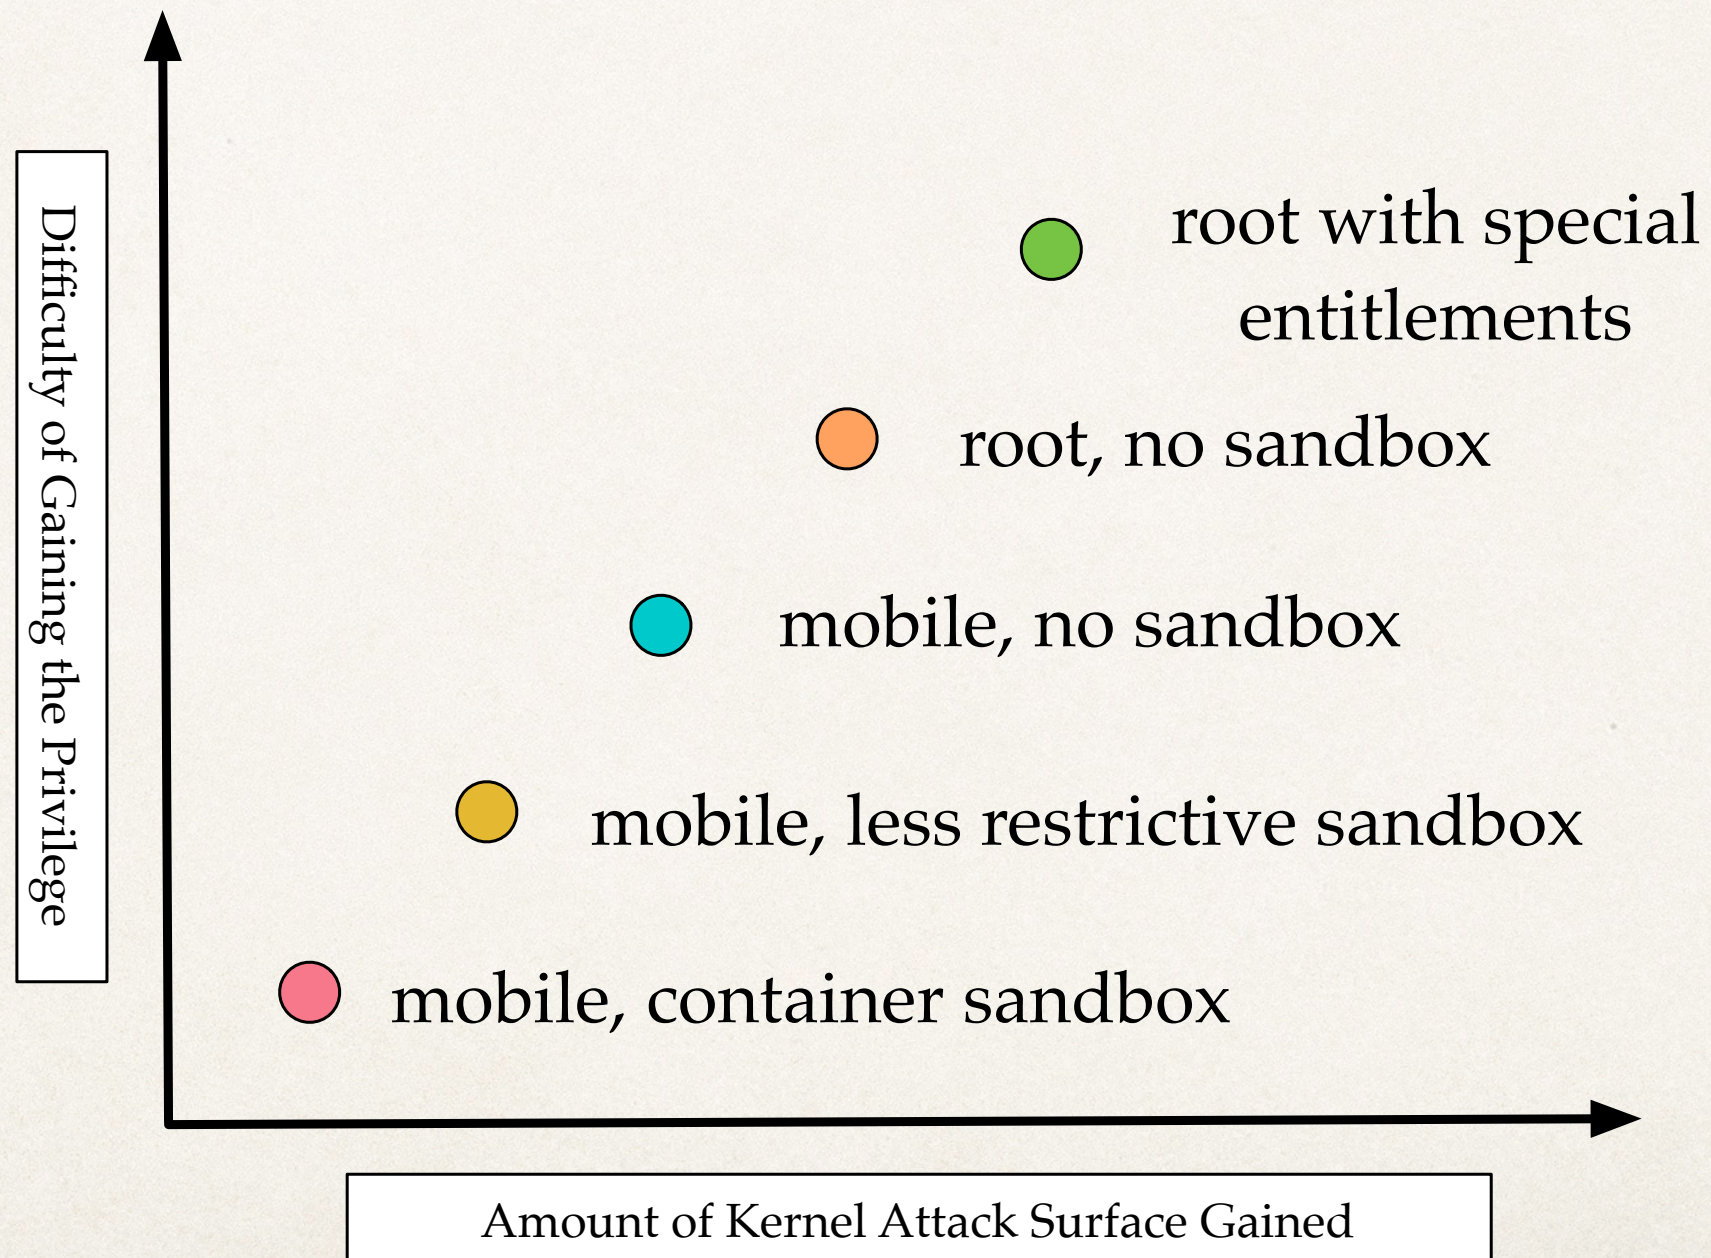 Difficulty of Gaining the Privilege
root with special
entitlements
root, no sandbox
mobile, no sandbox
mobile, less restrictive sandbox
mobile, container sandbox
Amount of Kernel Attack Surface Gained